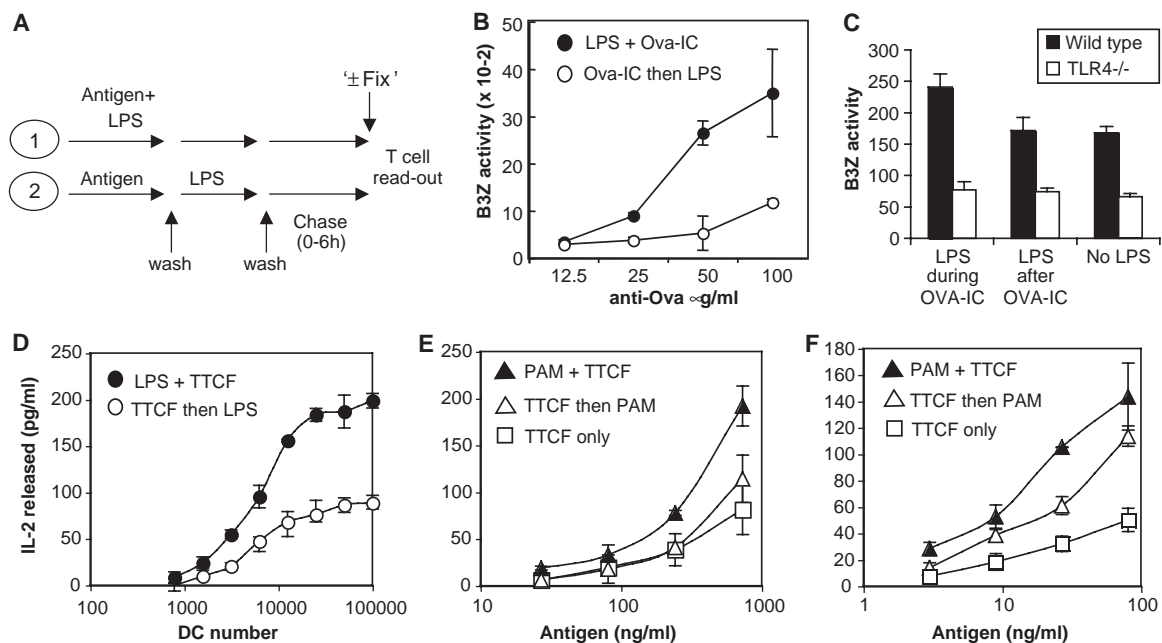 A
'±Fix'
Antigen+
LPS
1
2
Antigen
LPS
T cell
read-out
wash
wash
Chase
(0-6h)
B
B3Z activity (x 10-2)
50
40
30
20
10
0
LPS + Ova-IC
Ova-IC then LPS
12.5 25 50 100
anti-Ova ∝g/ml
C
Wild type
TLR4-/-
B3Z activity
300
250
200
150
100
50
0
LPS
during
OVA-IC
LPS
after
OVA-IC
No LPS
D
IL-2 released (pg/ml)
250
200
150
100
50
0
LPS + TTCF
TTCF then LPS
100 1000 10000 100000
DC number
E
250
200
150
100
50
0
PAM + TTCF
TTCF then PAM
TTCF only
10 100 1000
Antigen (ng/ml)
F
180
160
140
120
100
80
60
40
20
0
PAM + TTCF
TTCF then PAM
TTCF only
1 10 100
Antigen (ng/ml)